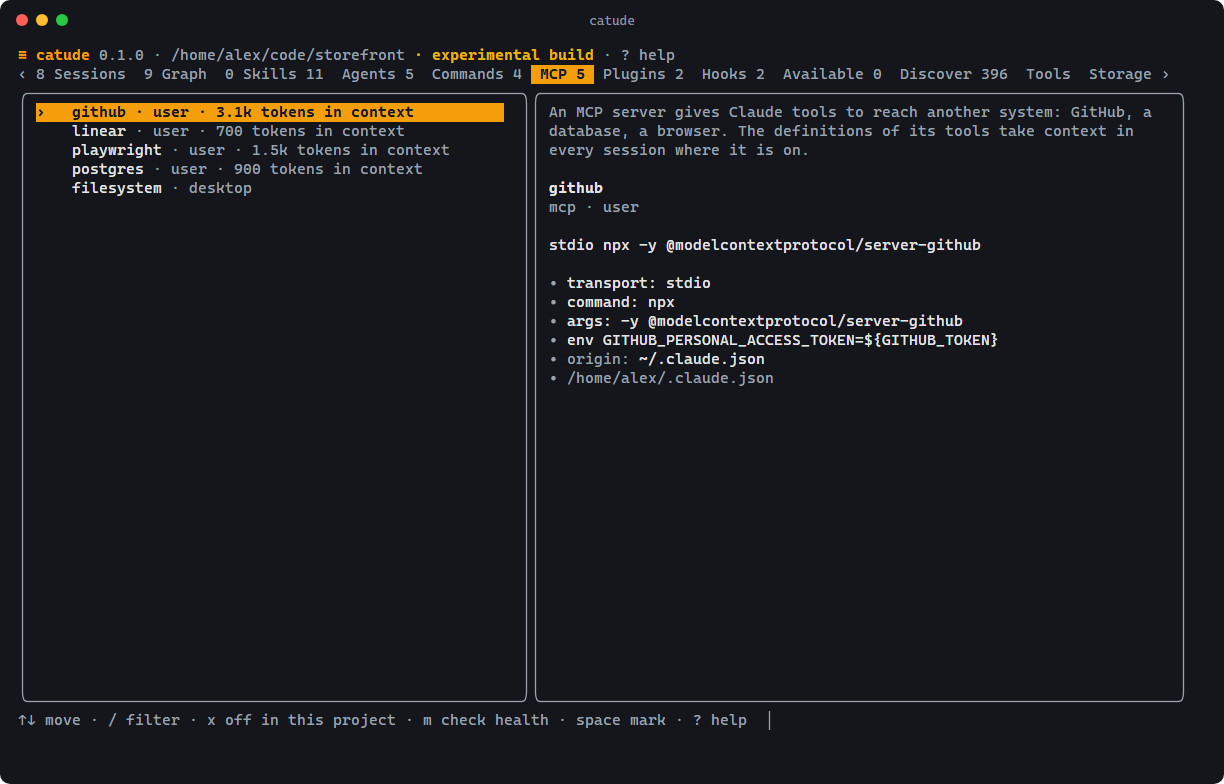 catude
≡ catude 0.1.0 · /home/alex/code/storefront · experimental build · ? help
‹ 8 Sessions  9 Graph  0 Skills 11  Agents 5  Commands 4  MCP 5  Plugins 2  Hooks 2  Available 0  Discover 396  Tools  Storage ›
›   github · user · 3.1k tokens in context
linear · user · 700 tokens in context
playwright · user · 1.5k tokens in context
postgres · user · 900 tokens in context
filesystem · desktop
An MCP server gives Claude tools to reach another system: GitHub, a
database, a browser. The definitions of its tools take context in
every session where it is on.
github
mcp · user
stdio npx -y @modelcontextprotocol/server-github
• transport: stdio
• command: npx
• args: -y @modelcontextprotocol/server-github
• env GITHUB_PERSONAL_ACCESS_TOKEN=${GITHUB_TOKEN}
• origin: ~/.claude.json
• /home/alex/.claude.json
↑↓ move · / filter · x off in this project · m check health · space mark · ? help